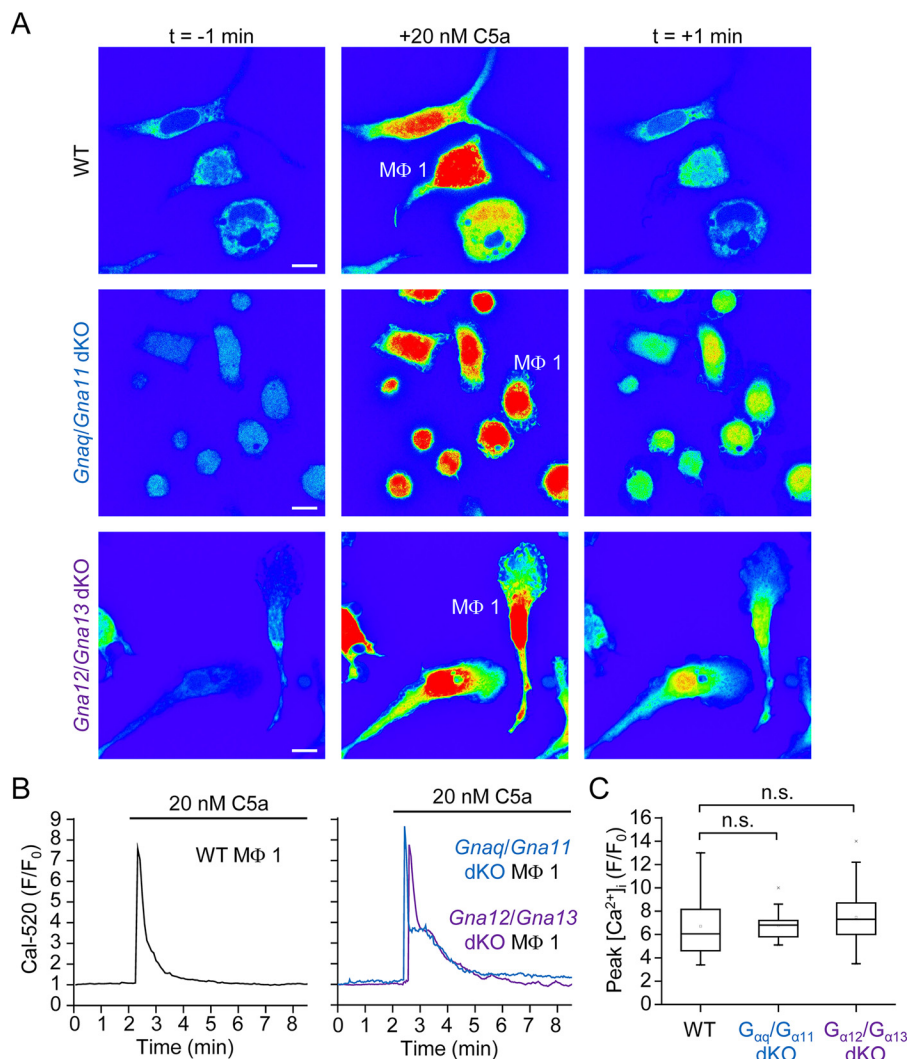 A
t = -1 min
+20 nM C5a
t = +1 min
WT
MΦ 1
Gnaq/Gna11 dKO
MΦ 1
Gna12/Gna13 dKO
MΦ 1
B
20 nM C5a
Cal-520 (F/F0)
9
8
7
6
5
4
3
2
1
0
WT MΦ 1
0 1 2 3 4 5 6 7 8
Time (min)
20 nM C5a
Gnaq/Gna11
dKO MΦ 1
Gna12/Gna13
dKO MΦ 1
0 1 2 3 4 5 6 7 8
Time (min)
C
n.s.
n.s.
Peak [Ca2+]i (F/F0)
16
14
12
10
8
6
4
2
0
WT
Gαq/Gα11
dKO
Gα12/Gα13
dKO